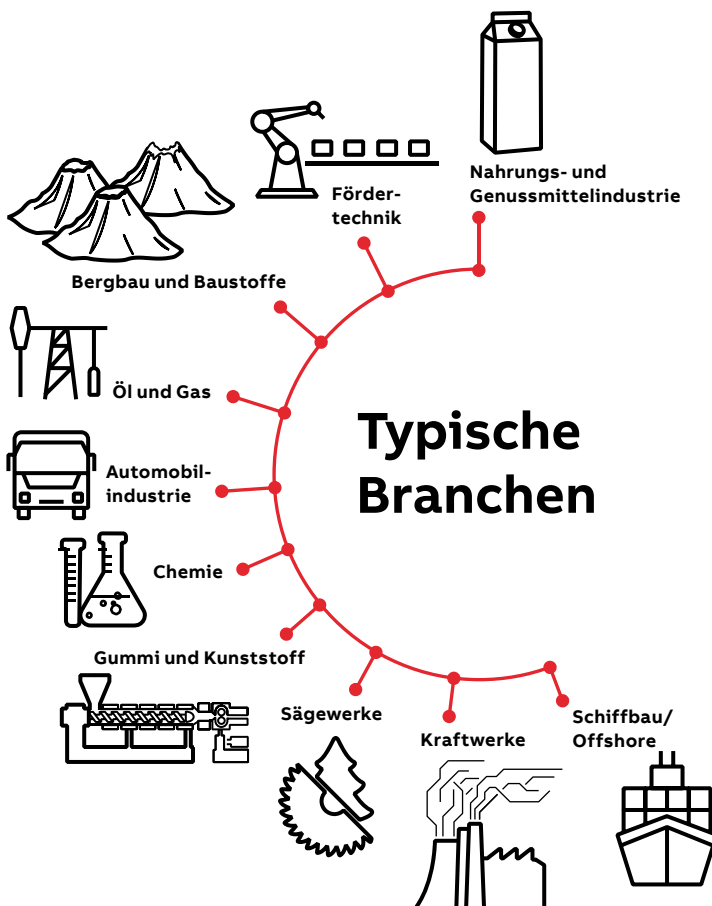 Nahrungs- und
Genussmittelindustrie
Förder-
technik
Bergbau und Baustoffe
Öl und Gas
Automobil-
industrie
Typische
Branchen
Chemie
Gummi und Kunststoff
Sägewerke
Kraftwerke
Schiffbau/
Offshore